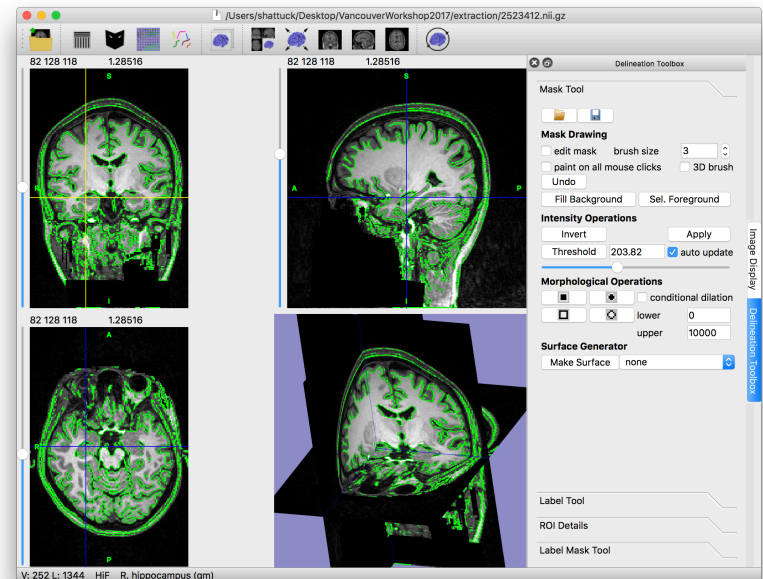 /Users/shattuck/Desktop/VancouverWorkshop2017/extraction/2523412.nii.gz
82 128 118 1.28516
S
R
I
82 128 118 1.28516
S
A
P
I
82 128 118 1.28516
A
R
P
Delineation Toolbox
Mask Tool
Mask Drawing
edit mask brush size 3
paint on all mouse clicks 3D brush
Undo
Fill Background Sel. Foreground
Intensity Operations
Invert Apply
Threshold 203.82 auto update
Morphological Operations
conditional dilation
lower 0
upper 10000
Surface Generator
Make Surface none
Label Tool
ROI Details
Label Mask Tool
Image Display
Delineation Toolbox
V: 252 L: 1344 HiF R. hippocampus (gm)